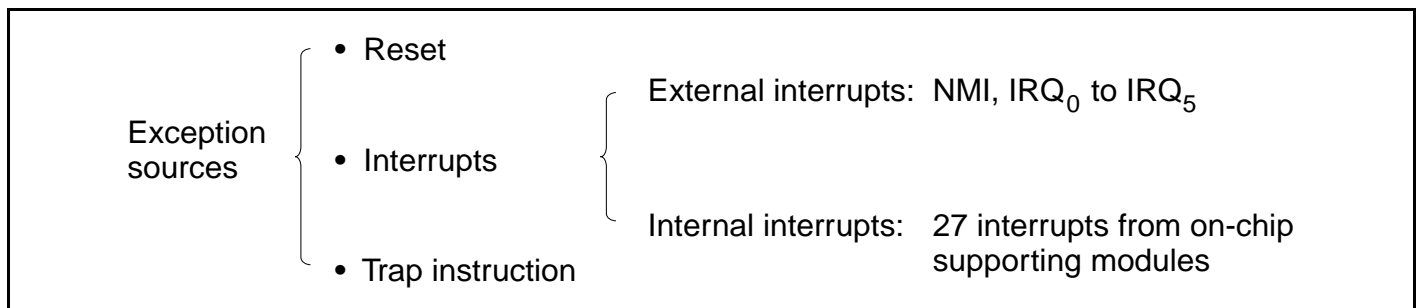 Exception
sources
• Reset
• Interrupts
• Trap instruction
External interrupts: NMI, IRQ₀ to IRQ₅
Internal interrupts: 27 interrupts from on-chip
supporting modules